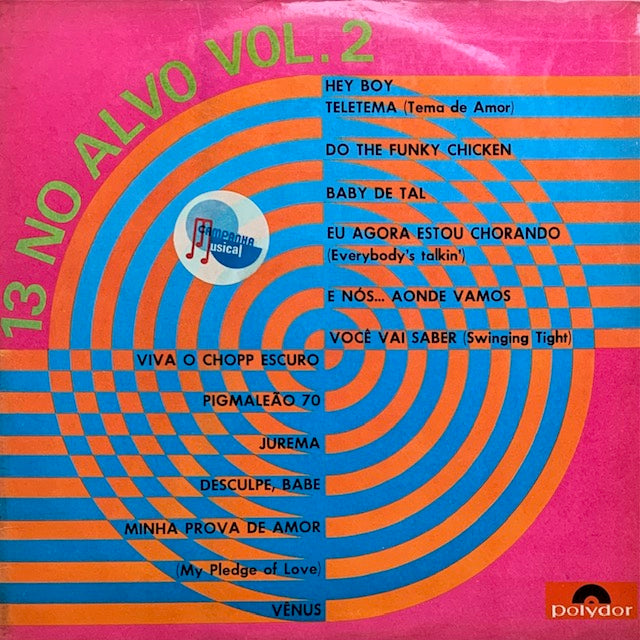 13 NO ALVO VOL. 2
HEY BOY
TELETEMA (Tema de Amor)
DO THE FUNKY CHICKEN
BABY DE TAL
EU AGORA ESTOU CHORANDO
(Everybody's talkin')
E NÓS... AONDE VAMOS
VOCÊ VAI SABER (Swinging Tight)
CAMPANHA
musical
VIVA O CHOPP ESCURO
PIGMALEÃO 70
JUREMA
DESCULPE, BABE
MINHA PROVA DE AMOR
(My Pledge of Love)
VÊNUS
polydor